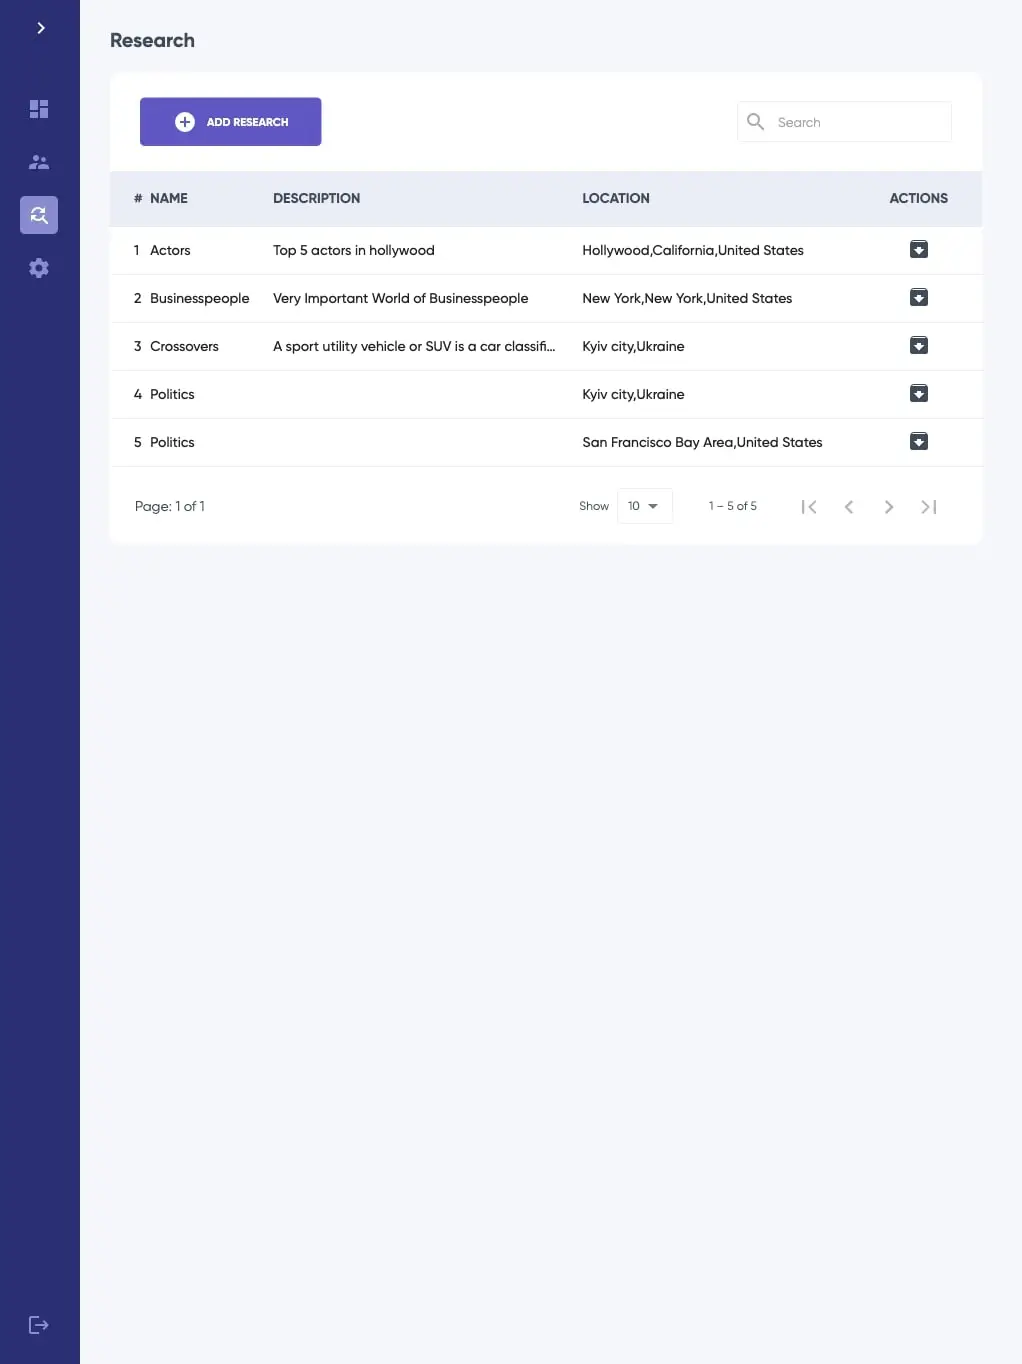 Research
ADD RESEARCH
Search
# NAME DESCRIPTION LOCATION ACTIONS
1 Actors Top 5 actors in hollywood Hollywood,California,United States
2 Businesspeople Very Important World of Businesspeople New York,New York,United States
3 Crossovers A sport utility vehicle or SUV is a car classifi... Kyiv city,Ukraine
4 Politics Kyiv city,Ukraine
5 Politics San Francisco Bay Area,United States
Page: 1 of 1 Show 10 1 – 5 of 5